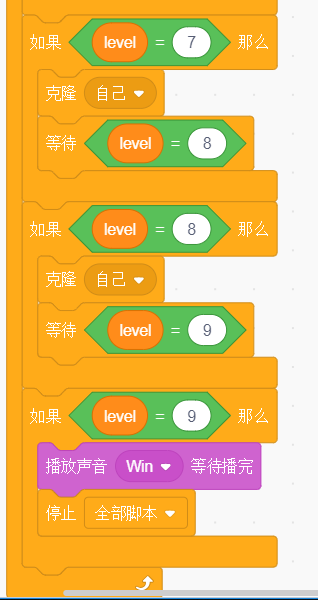 如果 level = 7 那么
克隆 自己
等待 level = 8
如果 level = 8 那么
克隆 自己
等待 level = 9
如果 level = 9 那么
播放声音 Win 等待播完
停止 全部脚本